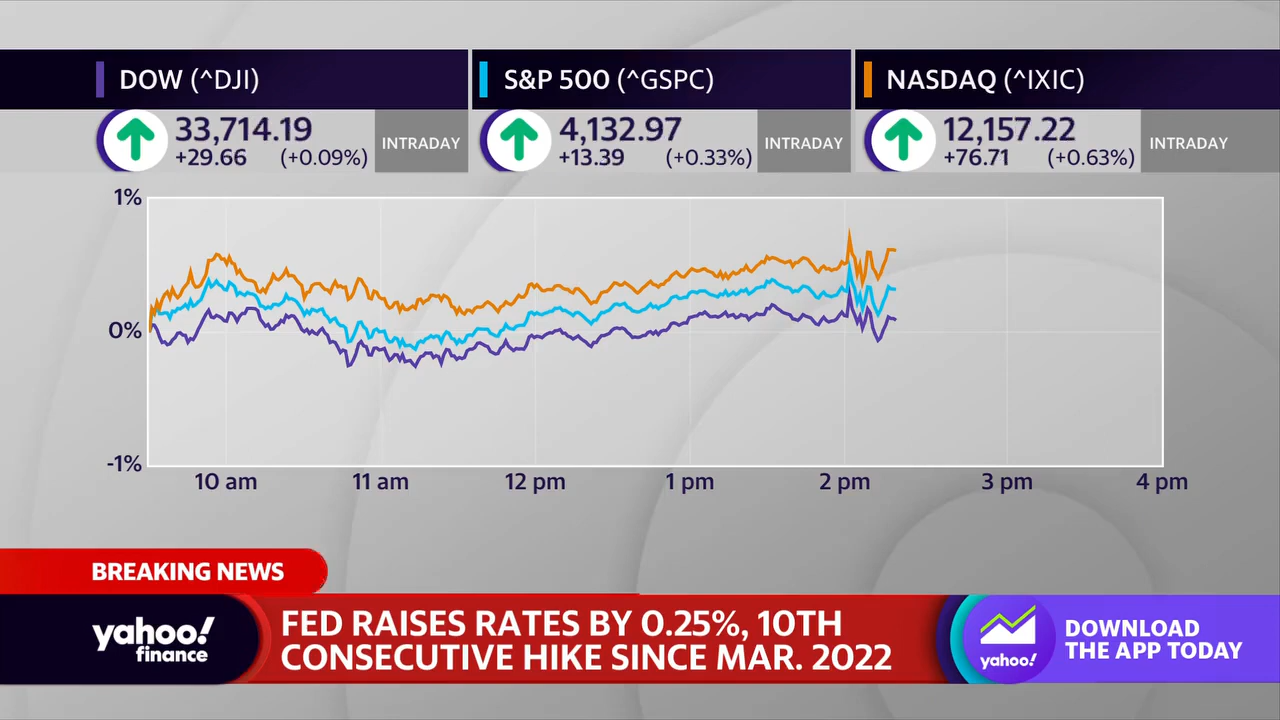 DOW (^DJI)
33,714.19
+29.66 (+0.09%)
INTRADAY
S&P 500 (^GSPC)
4,132.97
+13.39 (+0.33%)
INTRADAY
NASDAQ (^IXIC)
12,157.22
+76.71 (+0.63%)
INTRADAY
1%
0%
-1%
10 am 11 am 12 pm 1 pm 2 pm 3 pm 4 pm
BREAKING NEWS
yahoo!
finance
FED RAISES RATES BY 0.25%, 10TH
CONSECUTIVE HIKE SINCE MAR. 2022
yahoo!
DOWNLOAD
THE APP TODAY